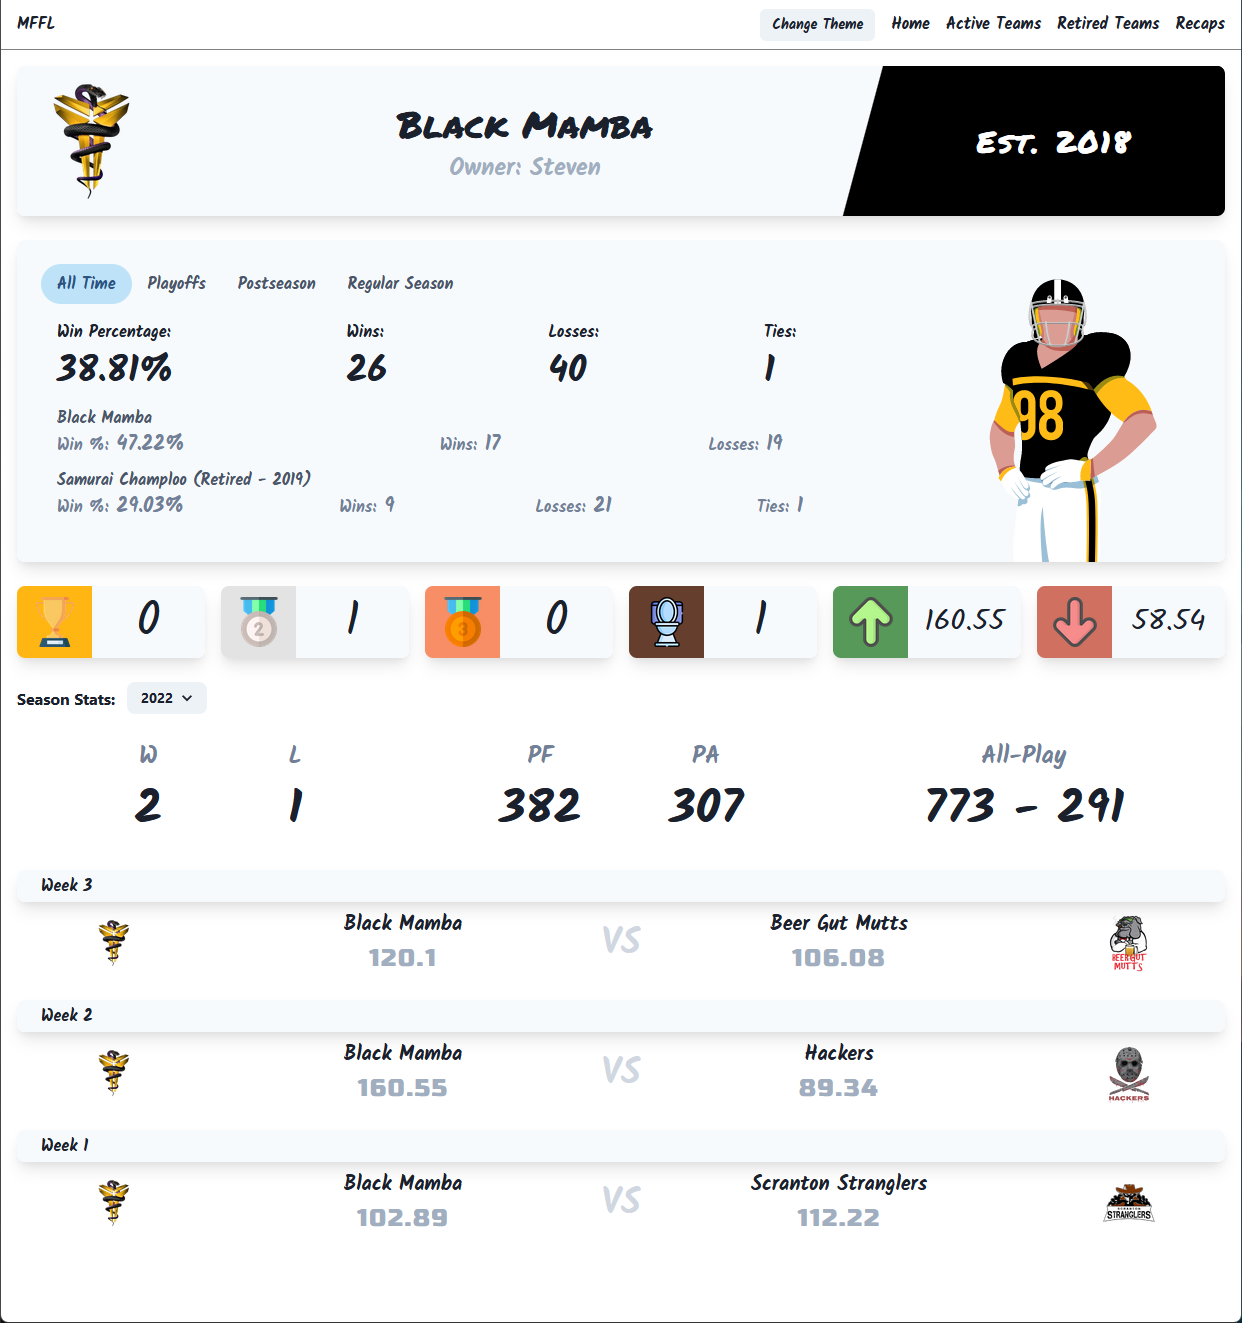 MFFL
Change Theme Home Active Teams Retired Teams Recaps
Black Mamba
Owner: Steven
Est. 2018
All Time Playoffs Postseason Regular Season
Win Percentage: Wins: Losses: Ties:
38.81% 26 40 1
Black Mamba
Win %: 47.22% Wins: 17 Losses: 19
Samurai Champloo (Retired - 2019)
Win %: 29.03% Wins: 9 Losses: 21 Ties: 1
98
0 2 1 3 0 1 160.55 58.54
Season Stats: 2022
W L PF PA All-Play
2 1 382 307 773 - 291
Week 3
Black Mamba VS Beer Gut Mutts
120.1 106.08
BEER GUT
MUTTS
Week 2
Black Mamba VS Hackers
160.55 89.34
HACKERS
Week 1
Black Mamba VS Scranton Stranglers
102.89 112.22
SCRANTON
STRANGLERS